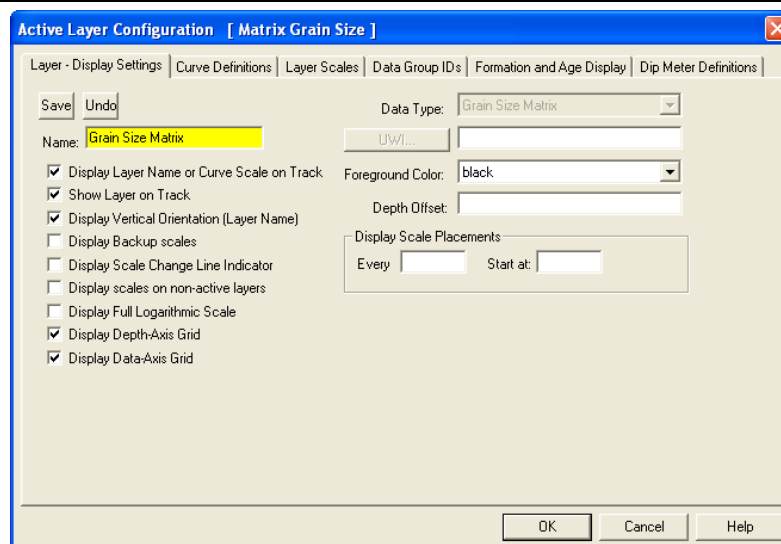 Active Layer Configuration [ Matrix Grain Size ]
Layer - Display Settings Curve Definitions Layer Scales Data Group IDs Formation and Age Display Dip Meter Definitions
Save Undo
Name: Grain Size Matrix
Display Layer Name or Curve Scale on Track
Show Layer on Track
Display Vertical Orientation (Layer Name)
Display Backup scales
Display Scale Change Line Indicator
Display scales on non-active layers
Display Full Logarithmic Scale
Display Depth-Axis Grid
Display Data-Axis Grid
Data Type: Grain Size Matrix
UWI...
Foreground Color: black
Depth Offset:
Display Scale Placements
Every Start at:
OK Cancel Help